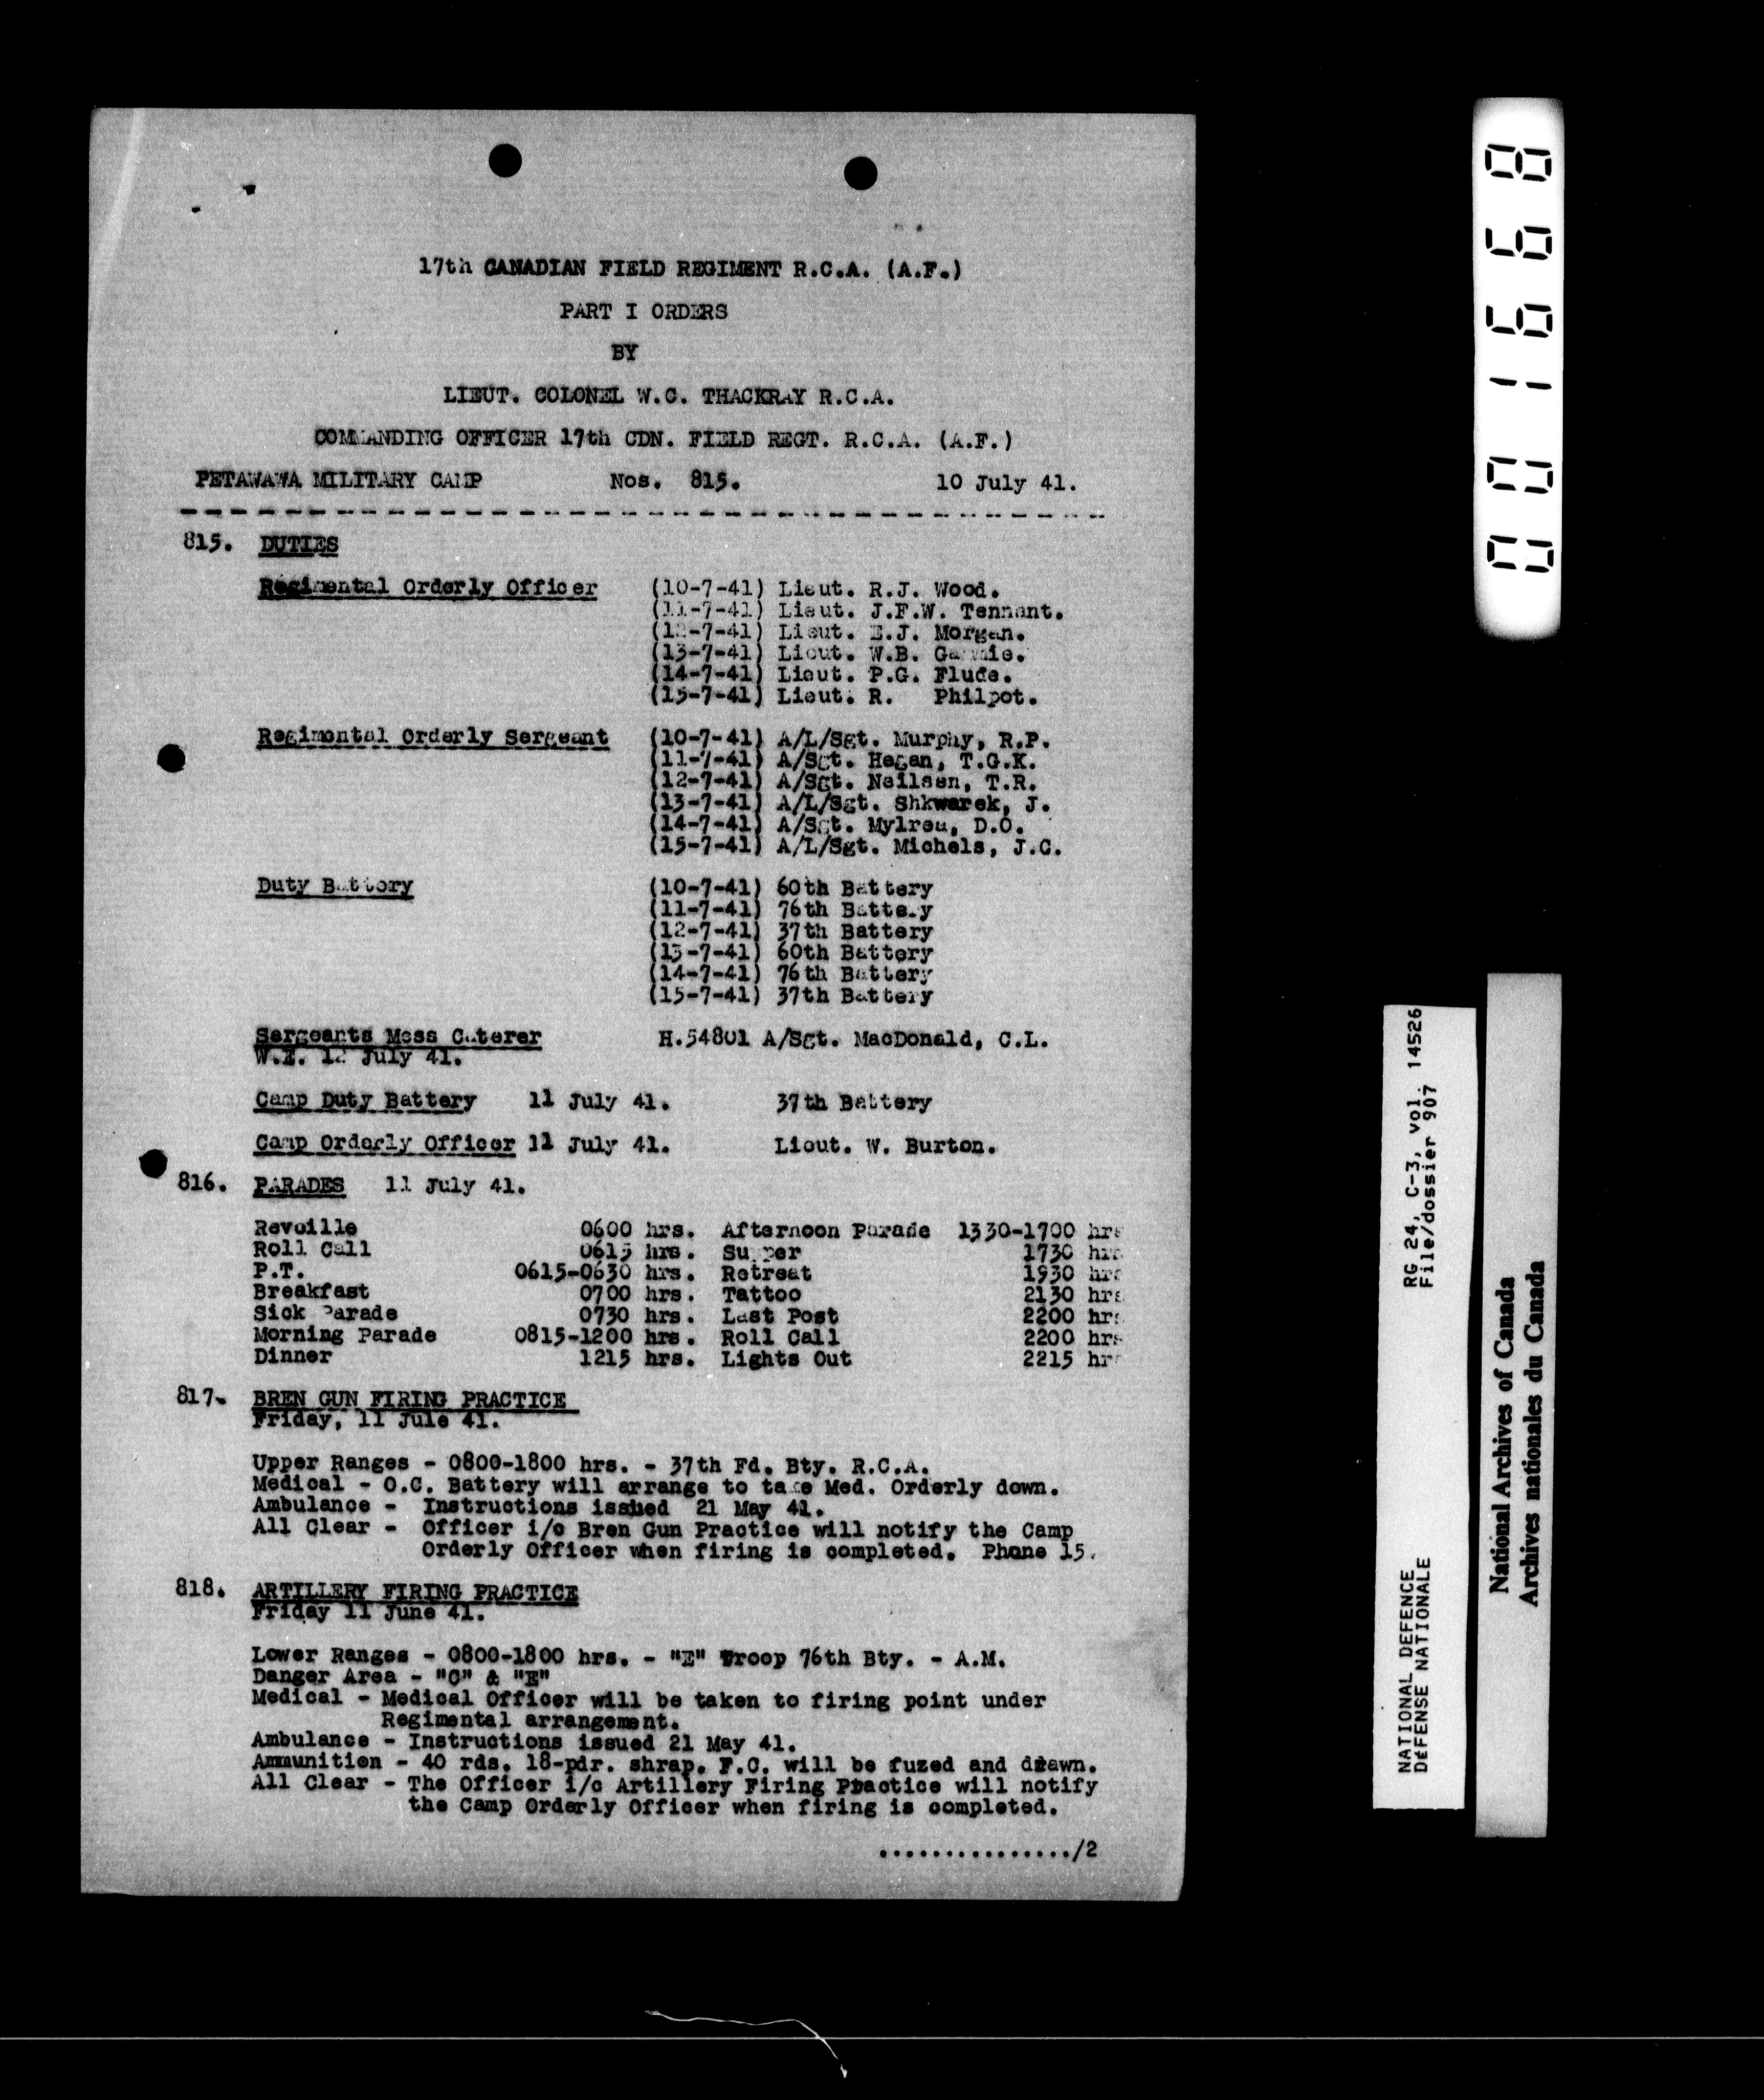 17th CANADIAN FIELD REGIMENT R.C.A. (A.F.)
PART I ORDERS
BY
LIEUT. COLONEL W.C. THACKRAY R.C.A.
COMMANDING OFFICER 17th CDN. FIELD REGT. R.C.A. (A.F.)
PETAWAWA MILITARY CAMP Nos. 815. 10 July 41.
815. DUTIES
Regimental Orderly Officer (10-7-41) Lieut. R.J. Wood.
(11-7-41) Lieut. J.F.W. Tennant.
(12-7-41) Lieut. E.J. Morgan.
(13-7-41) Lieut. W.B.
(14-7-41) Lieut. P.G. Flude.
(15-7-41) Lieut. R. Philpot.
Regimental Orderly Sergeant (10-7-41) A/L/Sgt. Murphy, R.P.
(11-7-41) A/Sgt. Hegan, T.G.K.
(12-7-41) A/Sgt. Neilsen, T.R.
(13-7-41) A/L/Sgt. Shkwarek, J.
(14-7-41) A/Sgt. Mylrea, D.O.
(15-7-41) A/L/Sgt. Michels, J.C.
Duty Battery (10-7-41) 60th Battery
(11-7-41) 76th Battery
(12-7-41) 37th Battery
(13-7-41) 60th Battery
(14-7-41) 76th Battery
(15-7-41) 37th Battery
Sergeants Mess Caterer H.54801 A/Sgt. MacDonald, C.L.
W.E. 12 July 41.
Camp Duty Battery 11 July 41. 37th Battery
Camp Orderly Officer 11 July 41. Lieut. W. Burton.
816. PARADES 11 July 41.
Reveille 0600 hrs. Afternoon Parade 1330-1700 hrs
Roll Call 0615 hrs. Supper 1730 hrs
P.T. 0615-0630 hrs. Retreat 1930 hrs
Breakfast 0700 hrs. Tattoo 2130 hrs
Sick Parade 0730 hrs. Last Post 2200 hrs
Morning Parade 0815-1200 hrs. Roll Call 2200 hrs
Dinner 1215 hrs. Lights Out 2215 hrs
817. BREN GUN FIRING PRACTICE
Friday, 11 Jule 41.
Upper Ranges - 0800-1800 hrs. - 37th Fd. Bty. R.C.A.
Medical - O.C. Battery will arrange to take Med. Orderly down.
Ambulance - Instructions issued 21 May 41.
All Clear - Officer i/c Bren Gun Practice will notify the Camp
Orderly Officer when firing is completed. Phone 15.
818. ARTILLERY FIRING PRACTICE
Friday 11 June 41.
Lower Ranges - 0800-1800 hrs. - "E" Troop 76th Bty. - A.M.
Danger Area - "C" & "E"
Medical - Medical Officer will be taken to firing point under
Regimental arrangement.
Ambulance - Instructions issued 21 May 41.
Ammunition - 40 rds. 18-pdr. shrap. F.C. will be fuzed and drawn.
All Clear - The Officer i/c Artillery Firing Practice will notify
the Camp Orderly Officer when firing is completed.
.............../2
001668
NATIONAL DEFENCE RG 24, C-3, vol. 14526
DÉFENSE NATIONALE File/dossier 907
National Archives of Canada
Archives nationales du Canada